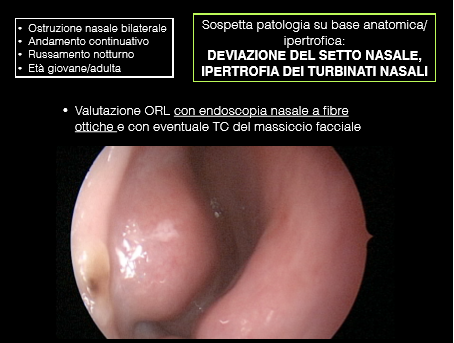 • Ostruzione nasale bilaterale
• Andamento continuativo
• Russamento notturno
• Età giovane/adulta
Sospetta patologia su base anatomica/
ipertrofica:
DEVIAZIONE DEL SETTO NASALE,
IPERTROFIA DEI TURBINATI NASALI
• Valutazione ORL con endoscopia nasale a fibre
ottiche e con eventuale TC del massiccio facciale